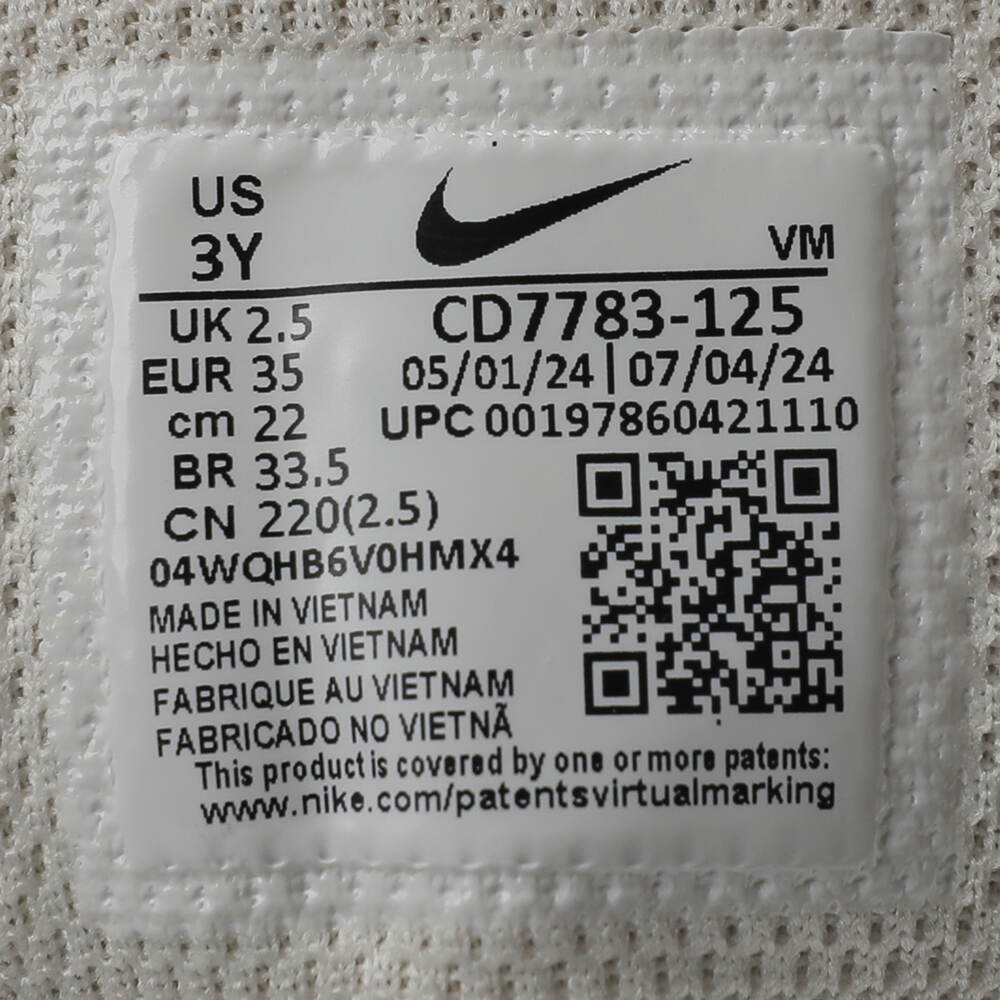 US
3Y
VM
UK 2.5
CD7783-125
EUR 35
05/01/24|07/04/24
cm 22
UPC 00197860421110
BR 33.5
CN 220(2.5)
04WQHB6V0HMX4
MADE IN VIETNAM
HECHO EN VIETNAM
FABRIQUE AU VIETNAM
FABRICADO NO VIETNÃ
This product is covered by one or more patents:
www.nike.com/patentsvirtualmarking